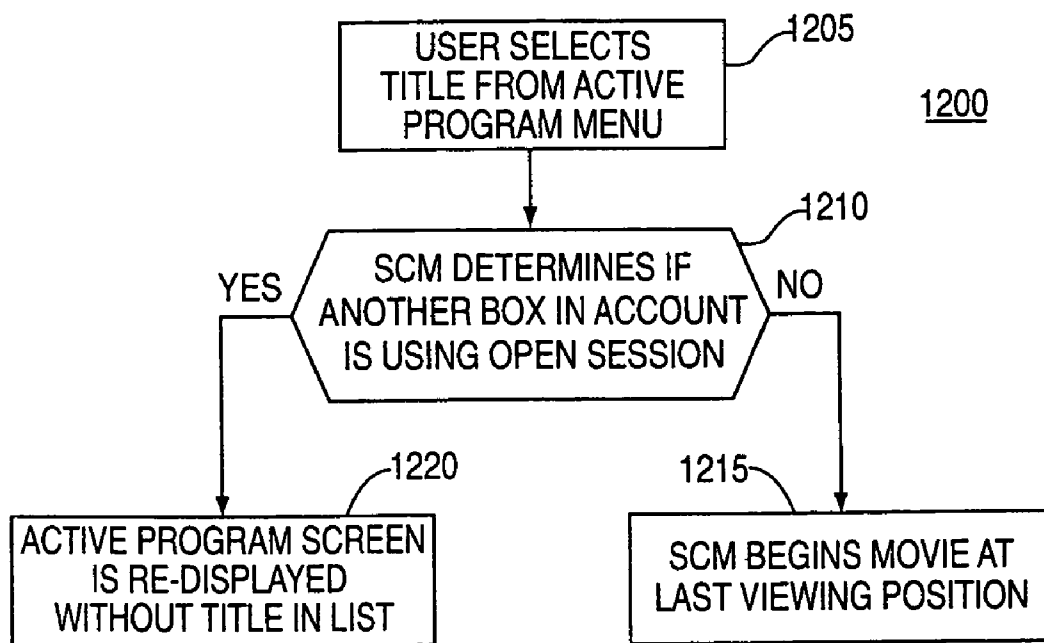 USER SELECTS
TITLE FROM ACTIVE
PROGRAM MENU
1205
1200
SCM DETERMINES IF
ANOTHER BOX IN ACCOUNT
IS USING OPEN SESSION
1210
YES
NO
1220
ACTIVE PROGRAM SCREEN
IS RE-DISPLAYED
WITHOUT TITLE IN LIST
1215
SCM BEGINS MOVIE AT
LAST VIEWING POSITION